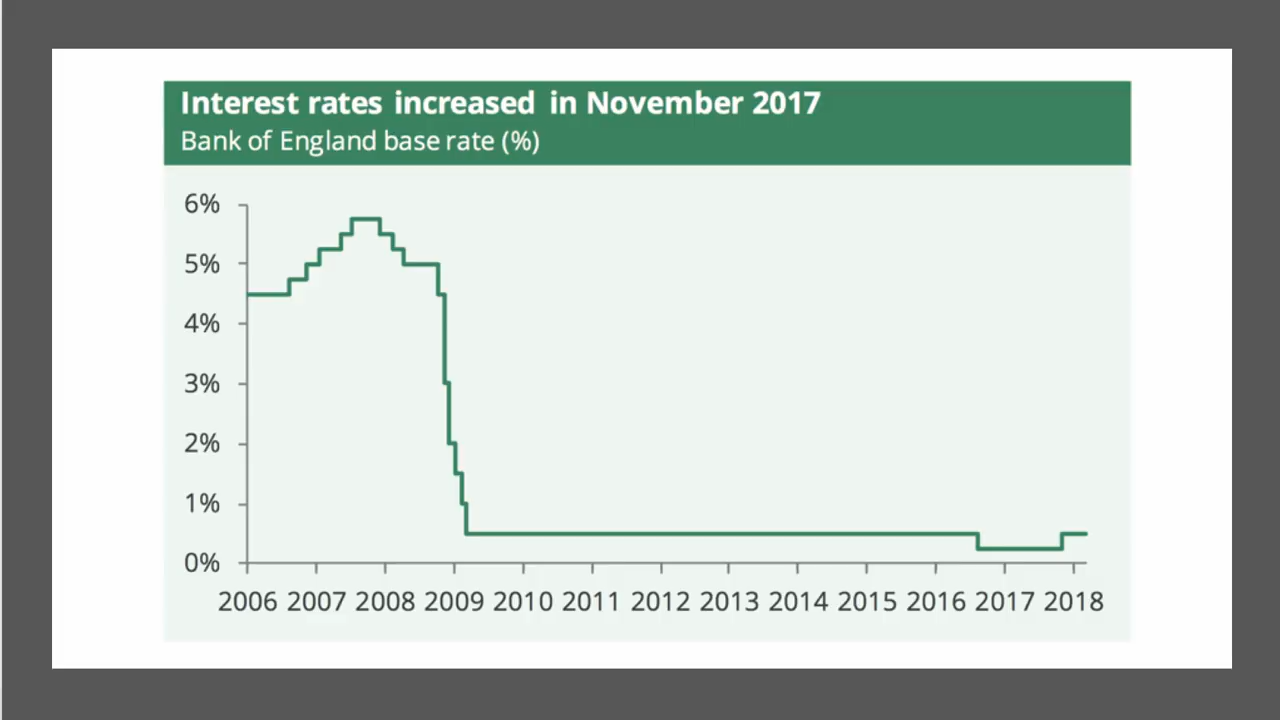 Interest rates increased in November 2017
Bank of England base rate (%)
6%
5%
4%
3%
2%
1%
0%
2006 2007 2008 2009 2010 2011 2012 2013 2014 2015 2016 2017 2018